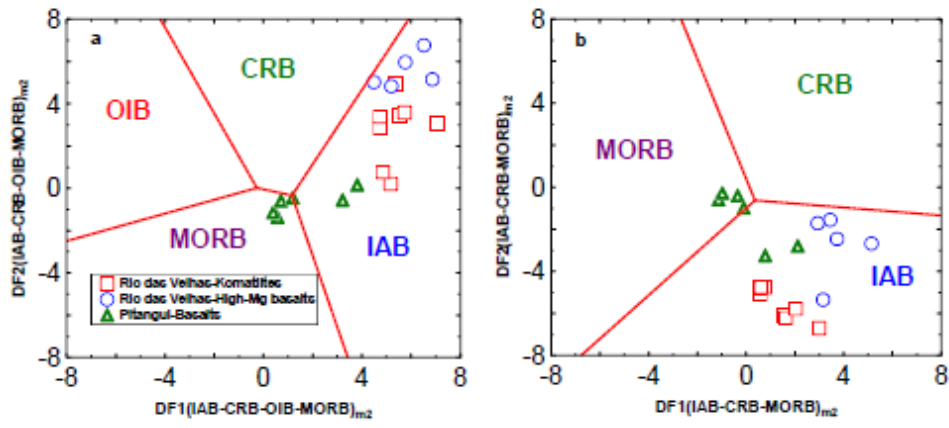 8
4
0
-4
-8
DF2(IAB-CRB-OIB-MORB)m2
a
CRB
OIB
MORB
IAB
Rio das Velhas-Komatiites
Rio das Velhas-High-Mg basalts
Pitangui-Basalts
-8
-4
0
4
8
DF1(IAB-CRB-OIB-MORB)m2
8
4
0
-4
-8
DF2(IAB-CRB-MORB)m2
b
CRB
MORB
IAB
-8
-4
0
4
8
DF1(IAB-CRB-MORB)m2